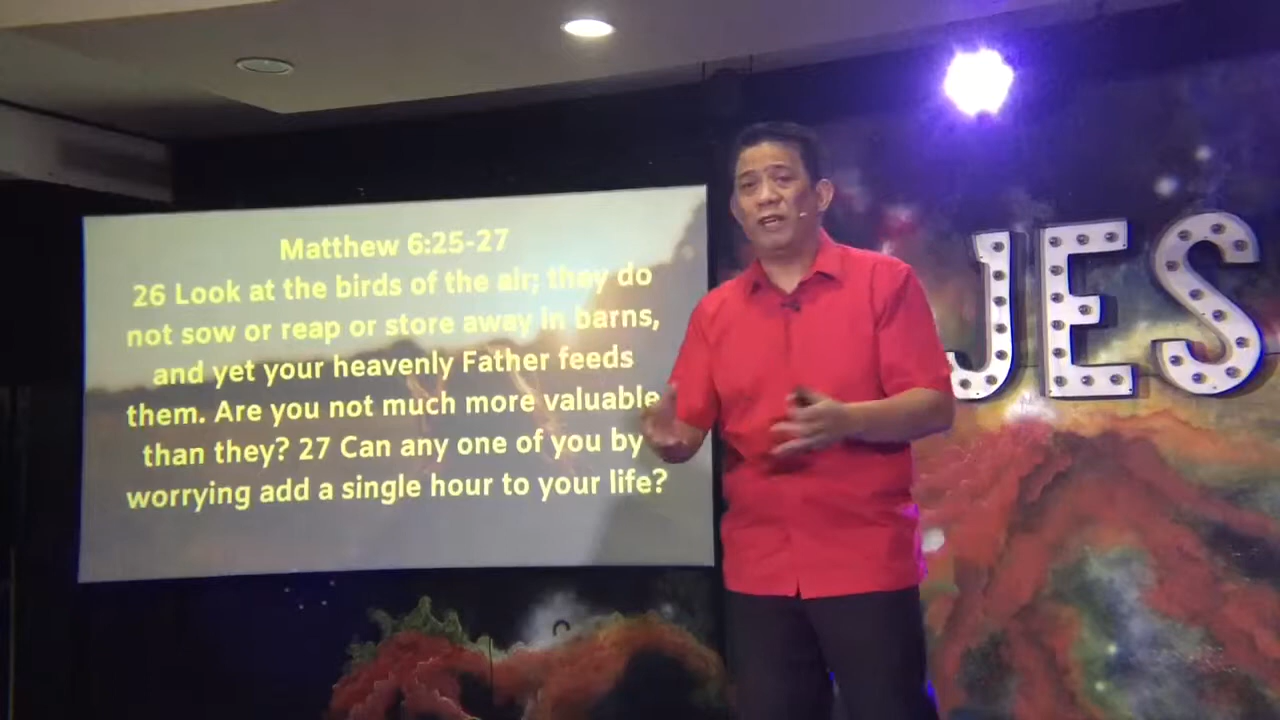 Matthew 6:25-27
26 Look at the birds of the air; they do
not sow or reap or store away in barns,
and yet your heavenly Father feeds
them. Are you not much more valuable
than they? 27 Can any one of you by
worrying add a single hour to your life?
JES